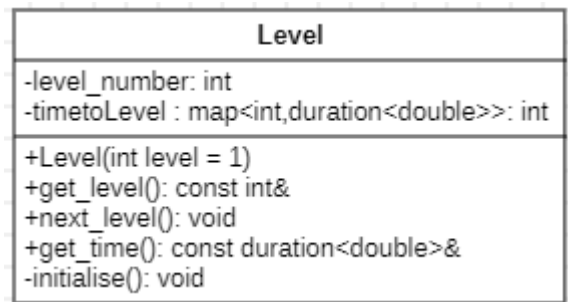 Level
-level_number: int
-timetoLevel : map<int,duration<double>>: int
+Level(int level = 1)
+get_level(): const int&
+next_level(): void
+get_time(): const duration<double>&
-initialise(): void